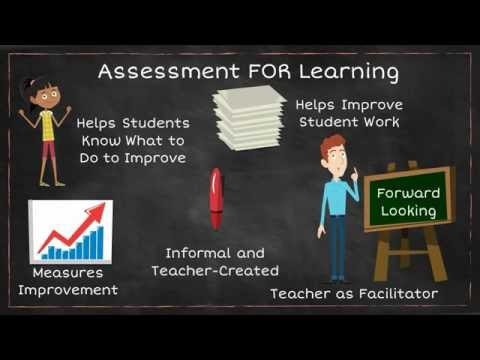 Assessment FOR Learning
Helps Students
Know What to
Do to Improve
Helps Improve
Student Work
Forward
Looking
Measures
Improvement
Informal and
Teacher-Created
Teacher as Facilitator